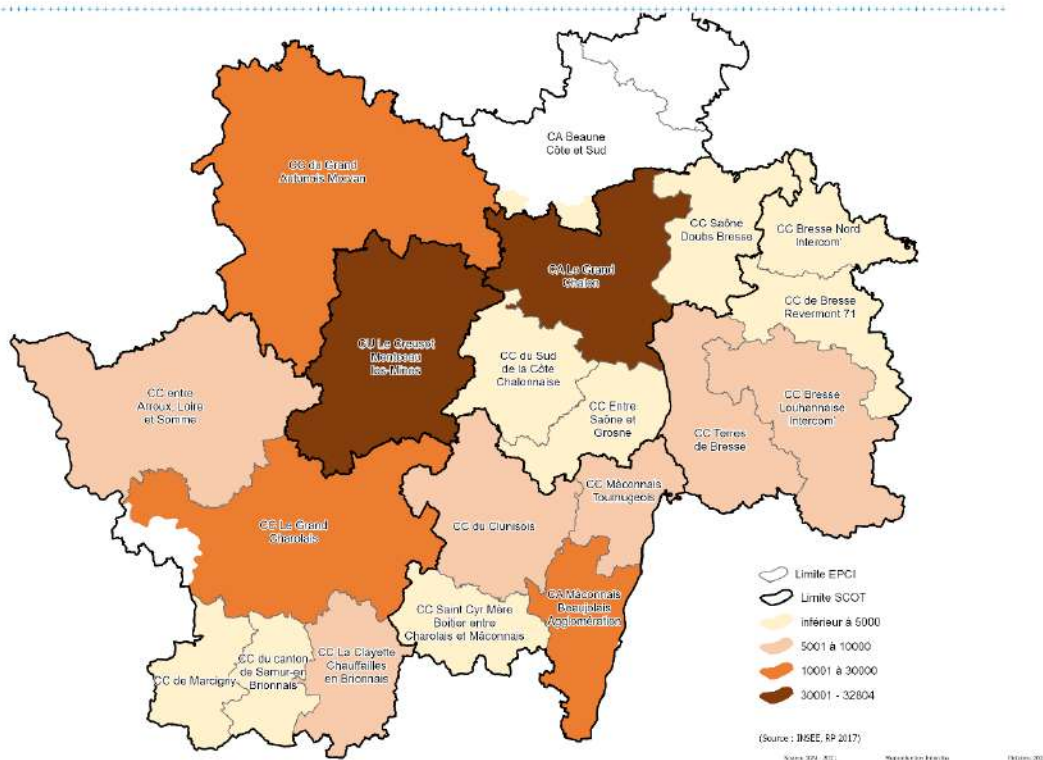 CA Beaune
Côte et Sud
CC du Grand
Autunois Morvan
CC Saône
Doubs Bresse
CC Bresse Nord
Intercom'
CA Le Grand
Chalon
CC de Bresse
Revermont 71
CU Le Creusot
Montceau
les-Mines
CC du Sud
de la Côte
Chalonnaise
CC entre
Arroux, Loire
et Somme
CC Entre
Saône et
Grosne
CC Bresse
Louhannaise
Intercom'
CC Terres
de Bresse
CC Mâconnais
Tournugeois
CC Le Grand
Charolais
CC du Clunisois
CA Mâconnais
Beaujolais
Agglomération
CC Saint Cyr Mère
Boitier entre
Charolais et Mâconnais
CC La Clayette
Chauffailles
en Brionnais
CC du canton
de Semur-en
Brionnais
CC de Marcigny
Limite EPCI
Limite SCOT
inférieur à 5000
5001 à 10000
10001 à 30000
30001 - 32804
(Source : INSEE, RP 2017)